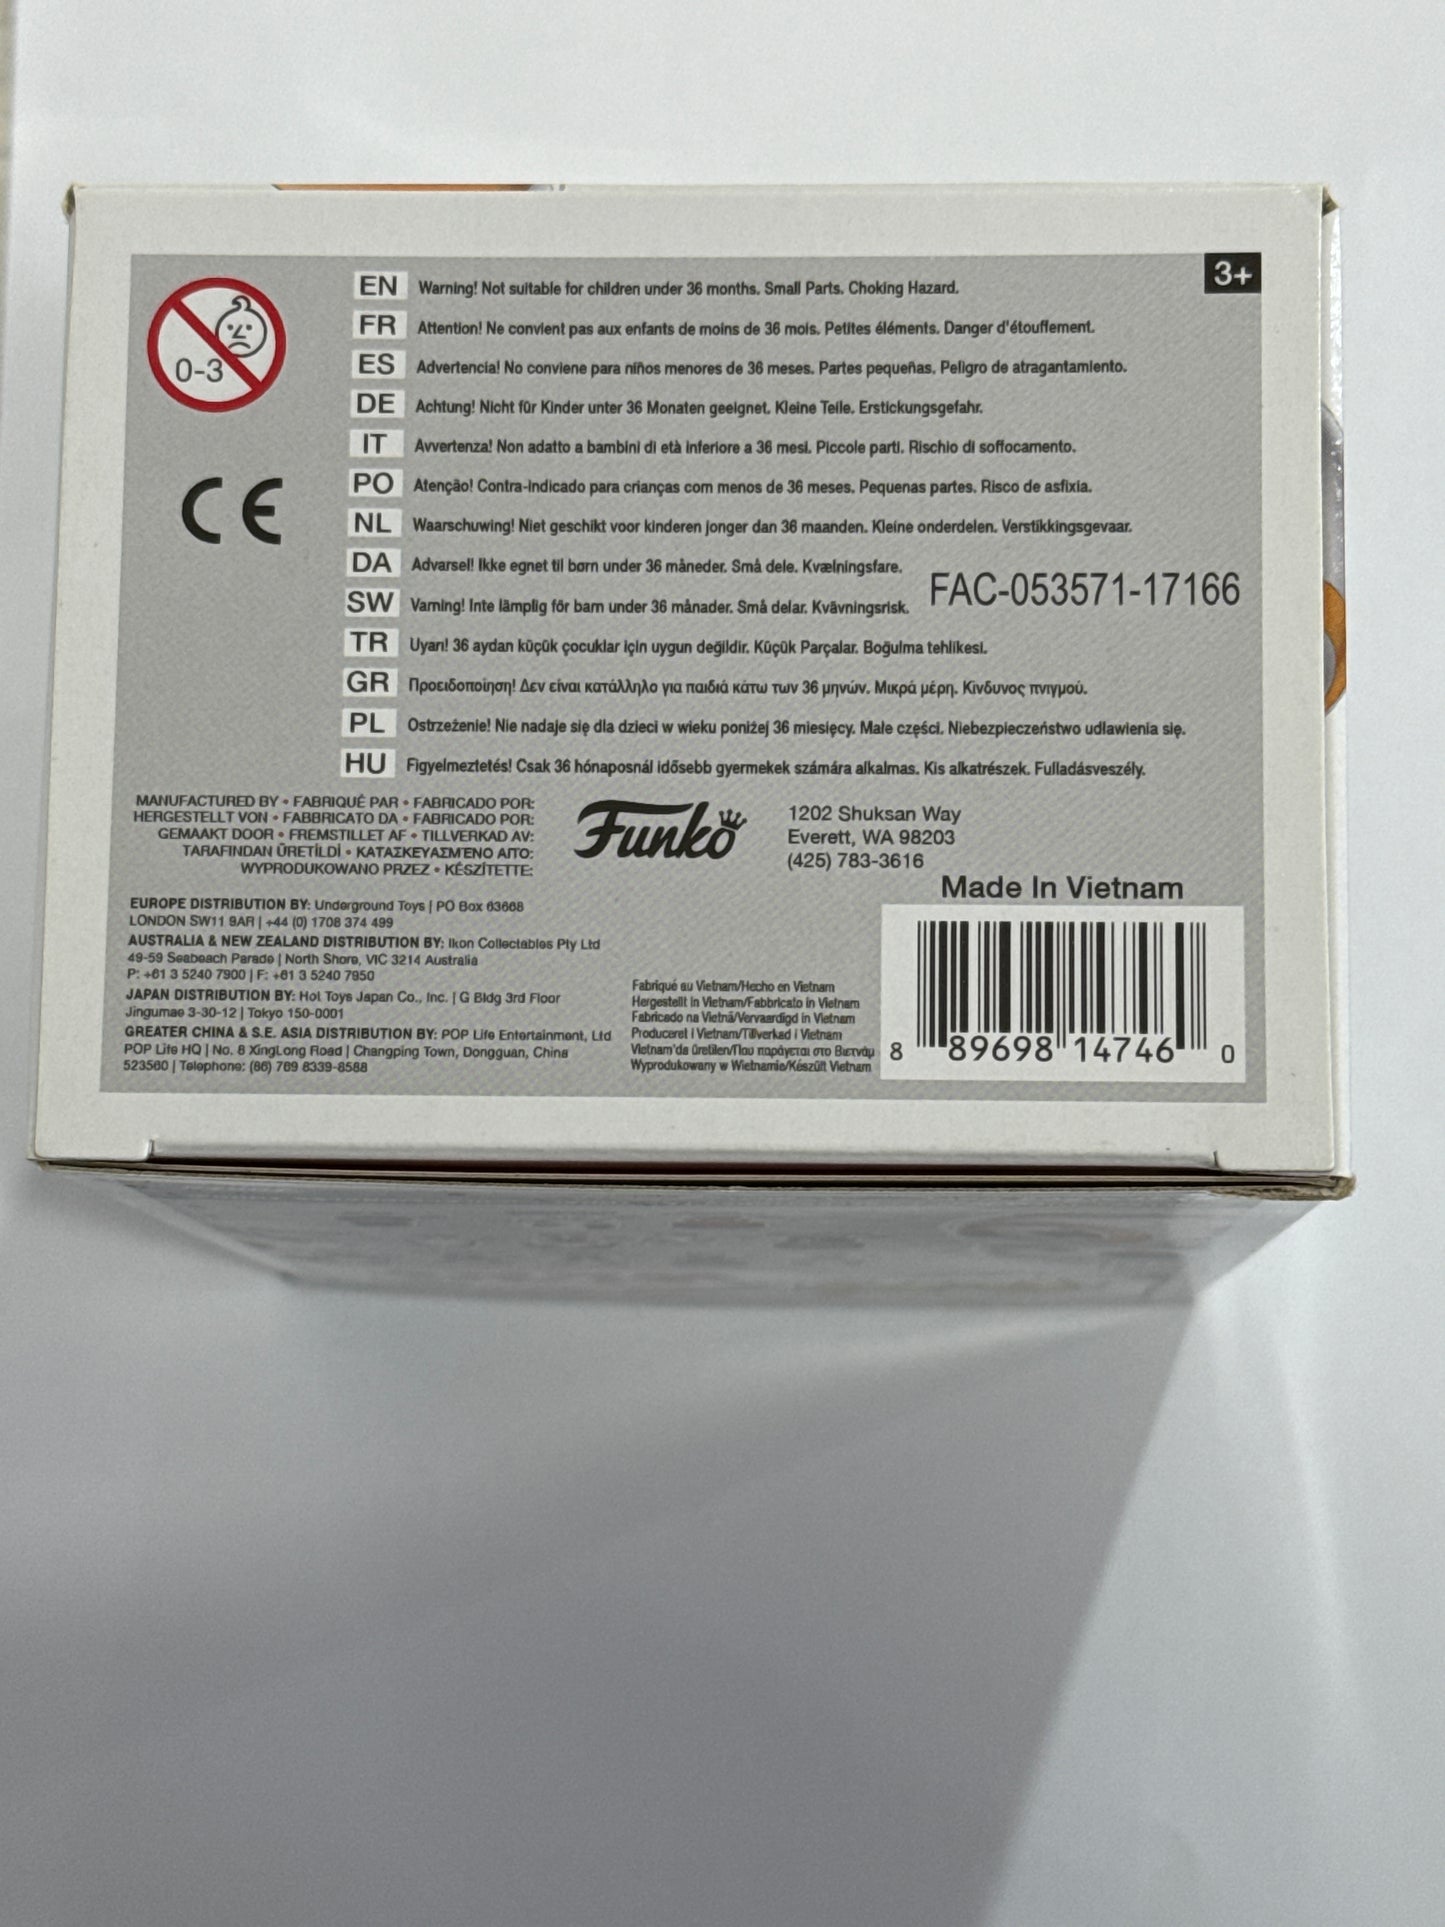 3+
0-3
EN Warning! Not suitable for children under 36 months. Small Parts. Choking Hazard.
FR Attention! Ne convient pas aux enfants de moins de 36 mois. Petites éléments. Danger d'étouffement.
ES Advertencia! No conviene para niños menores de 36 meses. Partes pequeñas. Peligro de atragantamiento.
DE Achtung! Nicht für Kinder unter 36 Monaten geeignet. Kleine Teile. Erstickungsgefahr.
IT Avvertenza! Non adatto a bambini di età inferiore a 36 mesi. Piccole parti. Rischio di soffocamento.
PO Atenção! Contra-indicado para crianças com menos de 36 meses. Pequenas partes. Risco de asfixia.
NL Waarschuwing! Niet geschikt voor kinderen jonger dan 36 maanden. Kleine onderdelen. Verstikkingsgevaar.
DA Advarsel! Ikke egnet til børn under 36 måneder. Små dele. Kvælningsfare.
SW Varning! Inte lämplig för barn under 36 månader. Små delar. Kvävningsrisk.
FAC-053571-17166
TR Uyarı! 36 aydan küçük çocuklar için uygun değildir. Küçük Parçalar. Boğulma tehlikesi.
GR Προειδοποίηση! Δεν είναι κατάλληλο για παιδιά κάτω των 36 μηνών. Μικρά μέρη. Κίνδυνος πνιγμού.
PL Ostrzeżenie! Nie nadaje się dla dzieci w wieku poniżej 36 miesięcy. Małe części. Niebezpieczeństwo udławienia się.
HU Figyelmeztetés! Csak 36 hónaposnál idősebb gyermekek számára alkalmas. Kis alkatrészek. Fulladásveszély.
CE
MANUFACTURED BY • FABRIQUÉ PAR • FABRICADO POR:
HERGESTELLT VON • FABBRICATO DA • FABRICADO POR:
GEMAAKT DOOR • FREMSTILLET AF • TILLVERKAD AV:
TARAFINDAN ÜRETİLDİ • ΚΑΤΑΣΚΕΥΑΣΜΈΝΟ ΑΠΌ:
WYPRODUKOWANO PRZEZ • KÉSZÍTETTE:
Funko
1202 Shuksan Way
Everett, WA 98203
(425) 783-3616
Made In Vietnam
EUROPE DISTRIBUTION BY: Underground Toys | PO Box 63668
LONDON SW11 9AR | +44 (0) 1708 374 499
AUSTRALIA & NEW ZEALAND DISTRIBUTION BY: Ikon Collectables Pty Ltd
49-59 Seabeach Parade | North Shore, VIC 3214 Australia
P: +61 3 5240 7900 | F: +61 3 5240 7950
JAPAN DISTRIBUTION BY: Hot Toys Japan Co., Inc. | G Bldg 3rd Floor
Jingumae 3-30-12 | Tokyo 150-0001
GREATER CHINA & S.E. ASIA DISTRIBUTION BY: POP Life Entertainment, Ltd
POP Life HQ | No. 8 XingLong Road | Changping Town, Dongguan, China
523560 | Telephone: (86) 769 8339-8588
Fabriqué au Vietnam/Hecho en Vietnam
Hergestellt in Vietnam/Fabbricato in Vietnam
Fabricado na Vietnã/Vervaardigd in Vietnam
Produceret i Vietnam/Tillverkad i Vietnam
Vietnam'da üretilen/Που παράγεται στο Βιετνάμ
Wyprodukowany w Wietnamie/Készült Vietnam
8 89698 14746 0